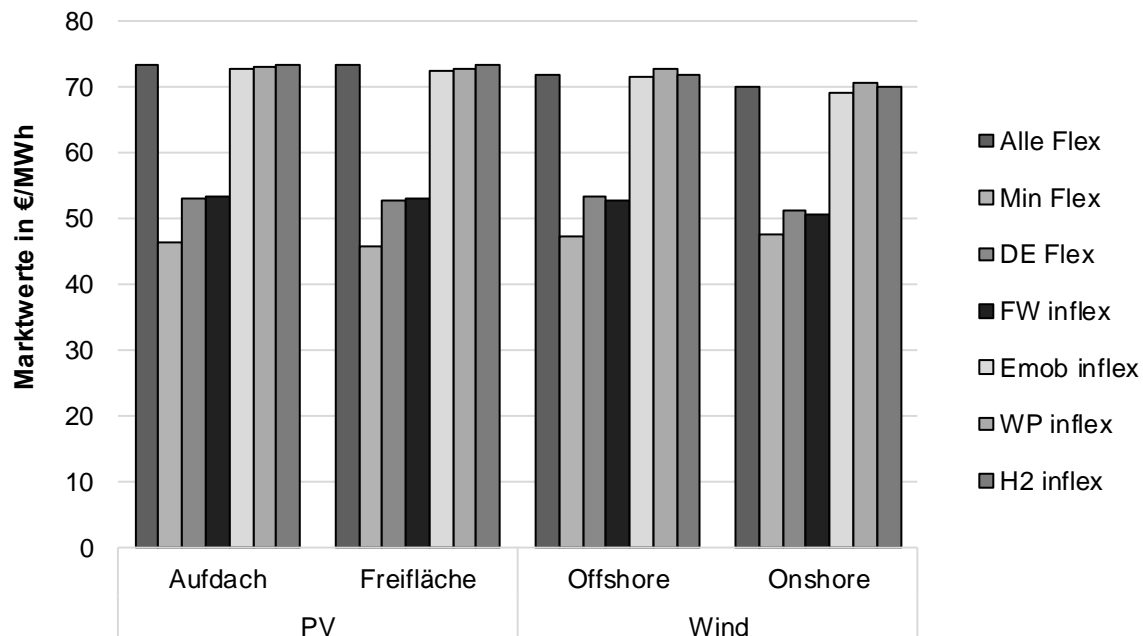 Marktwerte in €/MWh
80
70
60
50
40
30
20
10
0
Aufdach
Freifläche
Offshore
Onshore
PV
Wind
Alle Flex
Min Flex
DE Flex
FW inflex
Emob inflex
WP inflex
H2 inflex